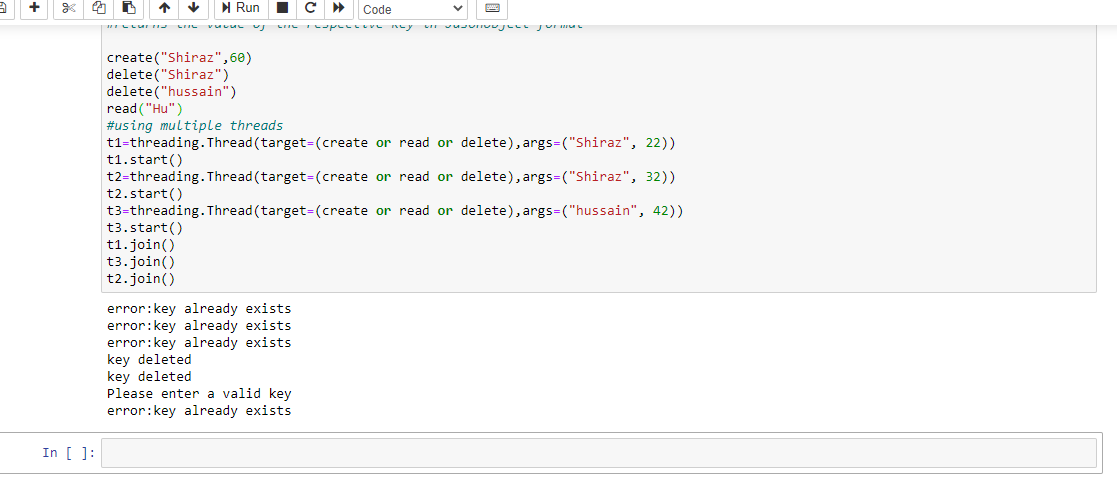 Run
Code
#returns the value of the respective key in Jasonobject format
create("Shiraz",60)
delete("Shiraz")
delete("hussain")
read("Hu")
#using multiple threads
t1=threading.Thread(target=(create or read or delete),args=("Shiraz", 22))
t1.start()
t2=threading.Thread(target=(create or read or delete),args=("Shiraz", 32))
t2.start()
t3=threading.Thread(target=(create or read or delete),args=("hussain", 42))
t3.start()
t1.join()
t3.join()
t2.join()
error:key already exists
error:key already exists
error:key already exists
key deleted
key deleted
Please enter a valid key
error:key already exists
In [ ]: